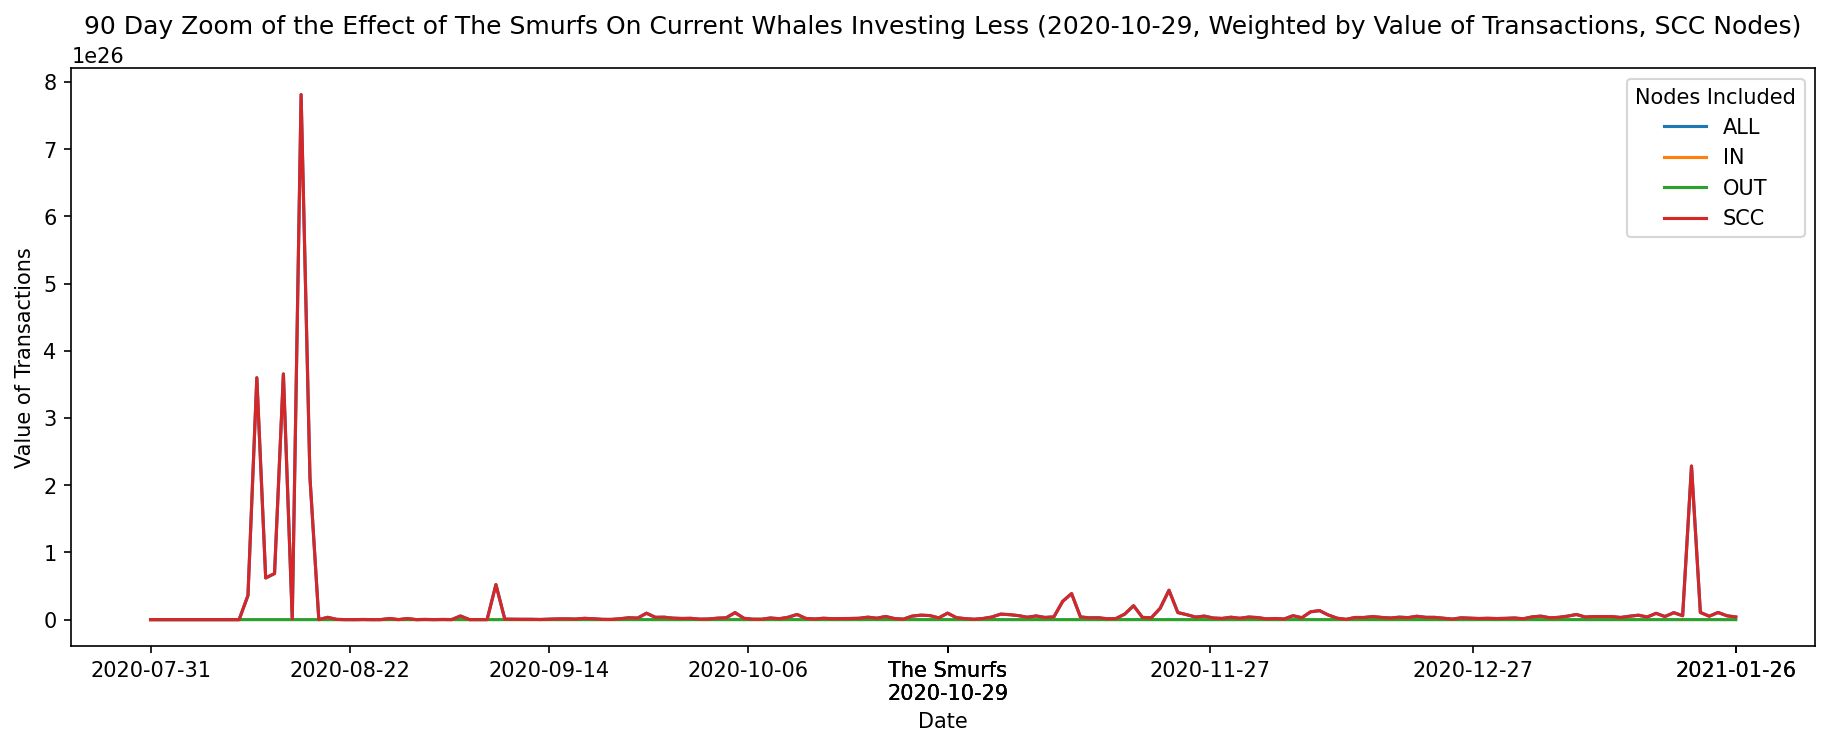 90 Day Zoom of the Effect of The Smurfs On Current Whales Investing Less (2020-10-29, Weighted by Value of Transactions, SCC Nodes)
1e26
8
7
6
5
4
3
2
1
0
Value of Transactions
Nodes Included
ALL
IN
OUT
SCC
2020-07-31
2020-08-22
2020-09-14
2020-10-06
The Smurfs
2020-10-29
2020-11-27
2020-12-27
2021-01-26
Date